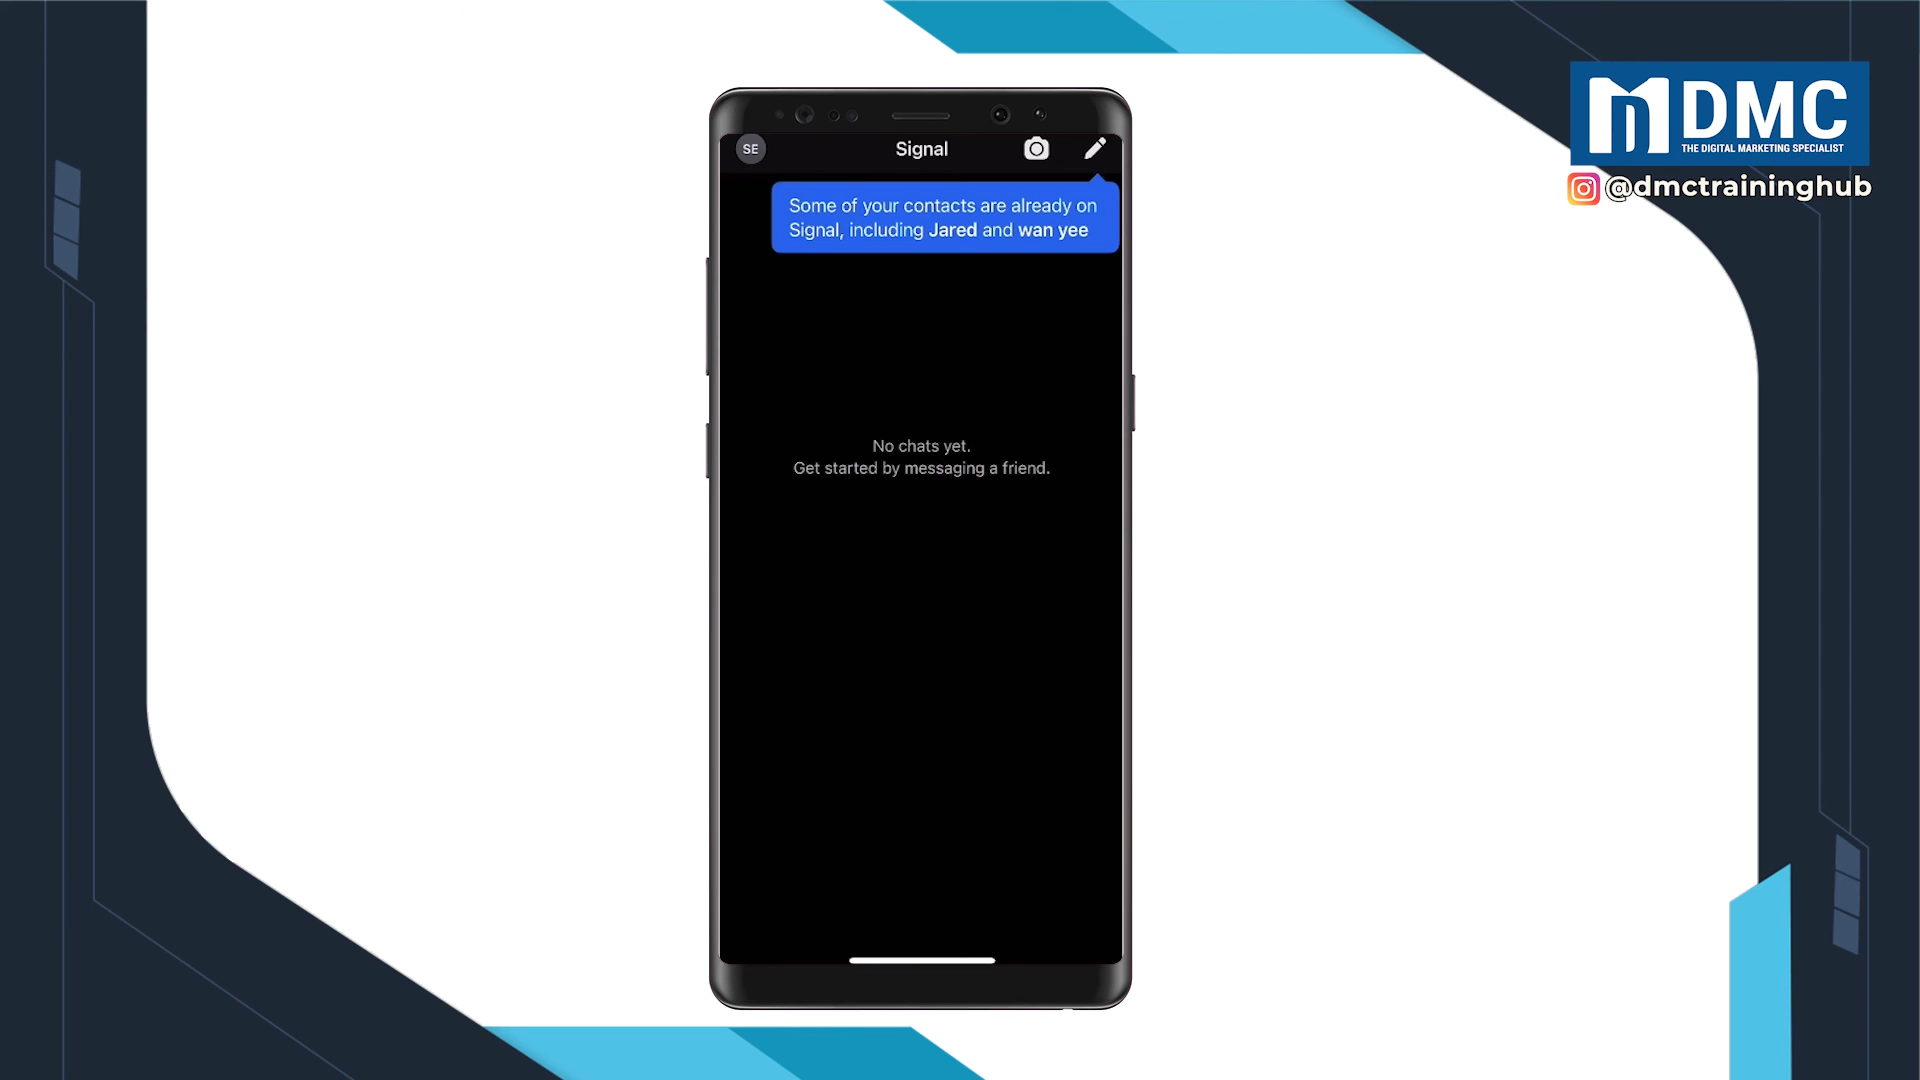 DMC
THE DIGITAL MARKETING SPECIALIST
@dmctraininghub
SE
Signal
Some of your contacts are already on
Signal, including Jared and wan yee
No chats yet.
Get started by messaging a friend.